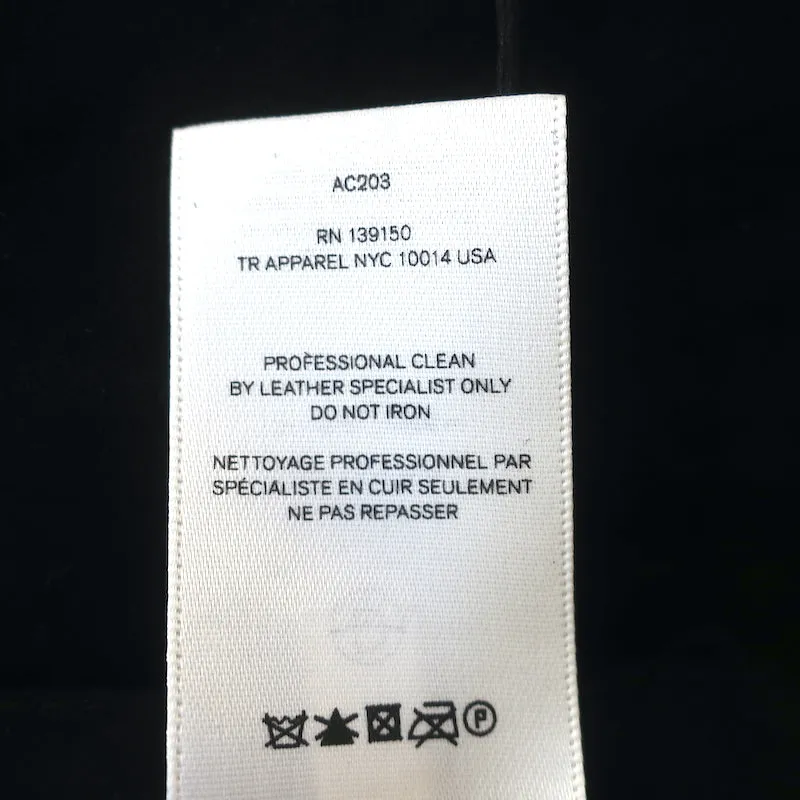 AC203
RN 139150
TR APPAREL NYC 10014 USA
PROFESSIONAL CLEAN
BY LEATHER SPECIALIST ONLY
DO NOT IRON
NETTOYAGE PROFESSIONNEL PAR
SPÉCIALISTE EN CUIR SEULEMENT
NE PAS REPASSER
P